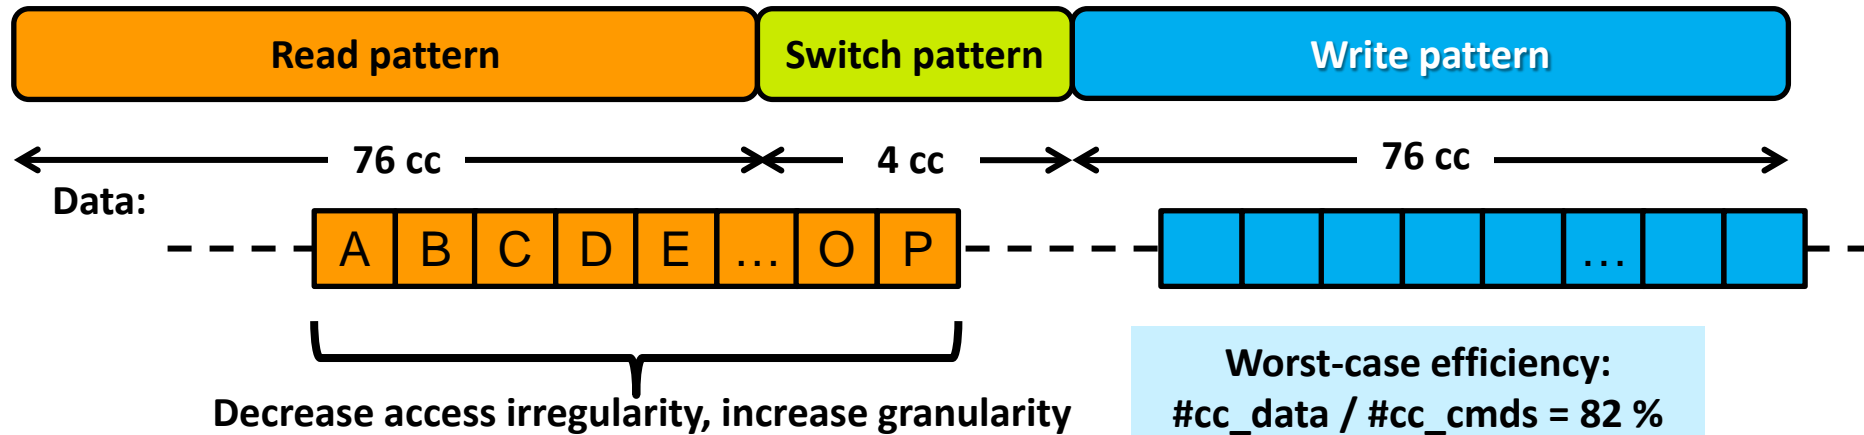 Read pattern Switch pattern Write pattern
76 cc 4 cc 76 cc
Data:
A B C D E ... O P ...
Decrease access irregularity, increase granularity
Worst-case efficiency:
#cc_data / #cc_cmds = 82 %